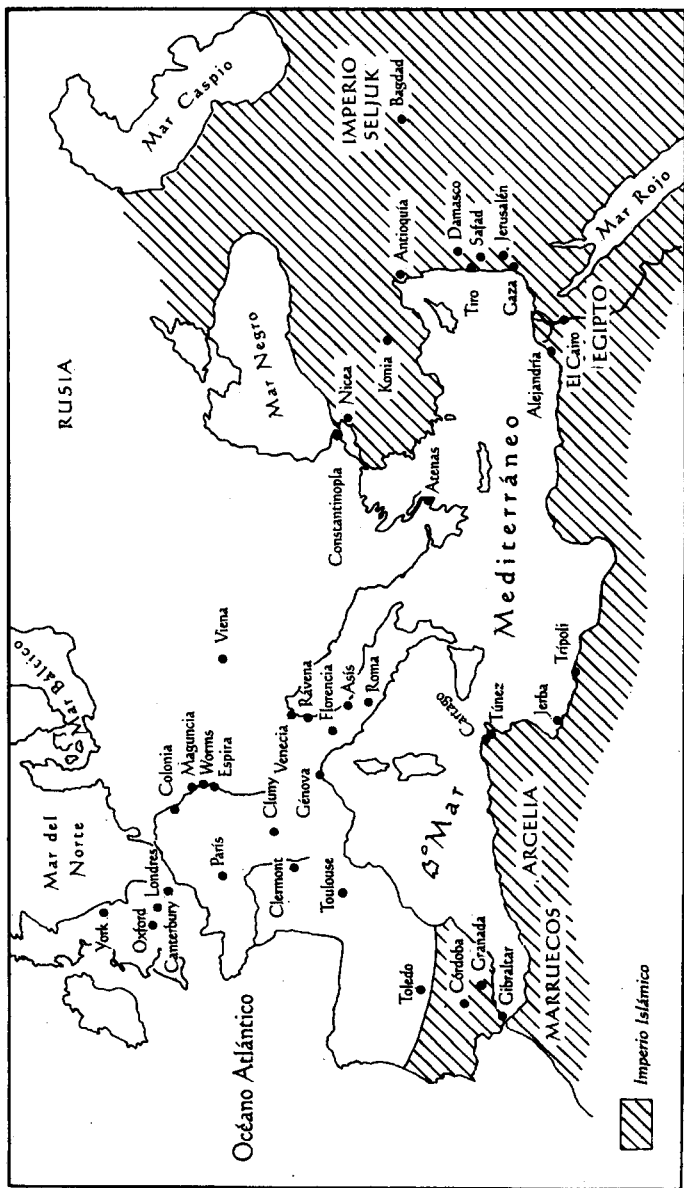 RUSIA
Mar Caspio
Mar Báltico
Mar del
Norte
York
Oxford
Londres
Canterbury
Colonia
Maguncia
Worms
Espira
Viena
París
Océano Atlántico
Cluny
Clermont
Toulouse
Venecia
Rávena
Génova
Florencia
Asís
Roma
Mar Negro
Constantinopla
Nicea
Konia
Atenas
IMPERIO
SELJUK
Bagdad
Antioquía
Damasco
Safad
Jerusalén
Tiro
Gaza
Toledo
Córdoba
Granada
Gibraltar
Mar
Mediterráneo
Cartago
Túnez
Jerba
Trípoli
Alejandría
El Cairo
EGIPTO
Mar Rojo
MARRUECOS
ARGELIA
Imperio Islámico